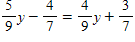 5/9 y − 4/7 = 4/9 y + 3/7